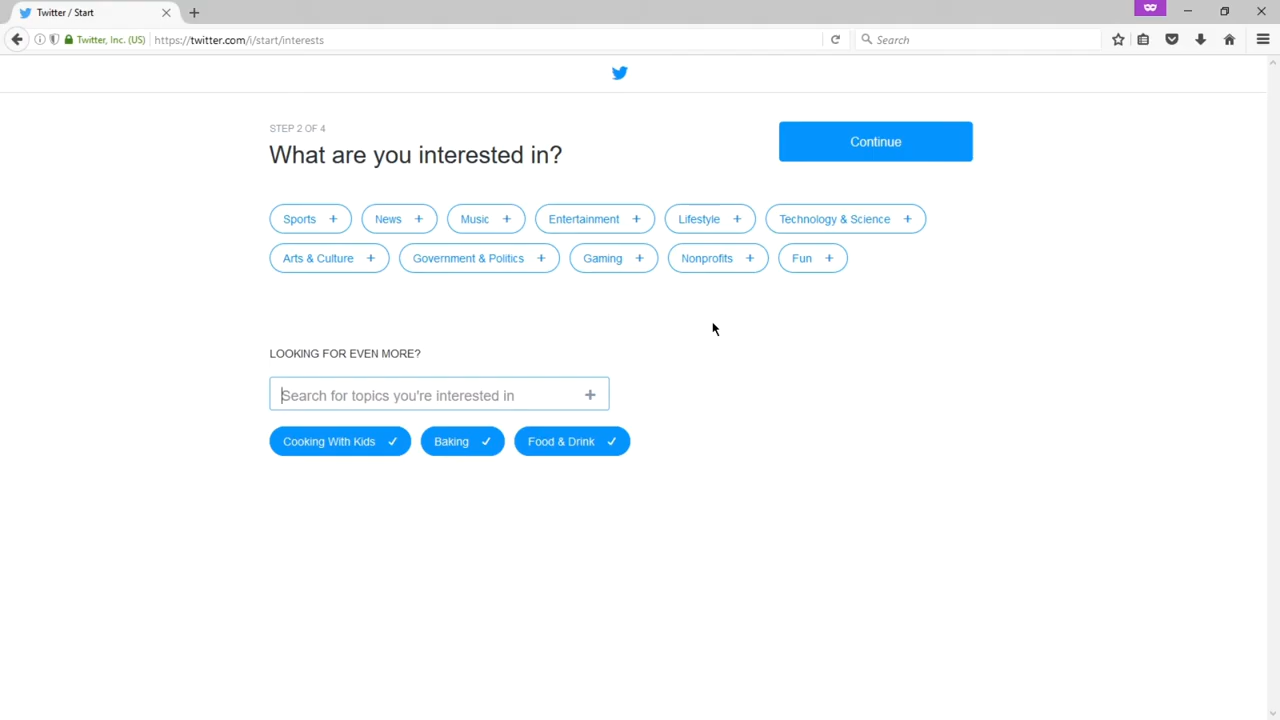 Twitter / Start
Twitter, Inc. (US)
https://twitter.com/i/start/interests
Search
STEP 2 OF 4
What are you interested in?
Continue
Sports + News + Music + Entertainment + Lifestyle + Technology & Science +
Arts & Culture + Government & Politics + Gaming + Nonprofits + Fun +
LOOKING FOR EVEN MORE?
Search for topics you're interested in
Cooking With Kids ✓ Baking ✓ Food & Drink ✓